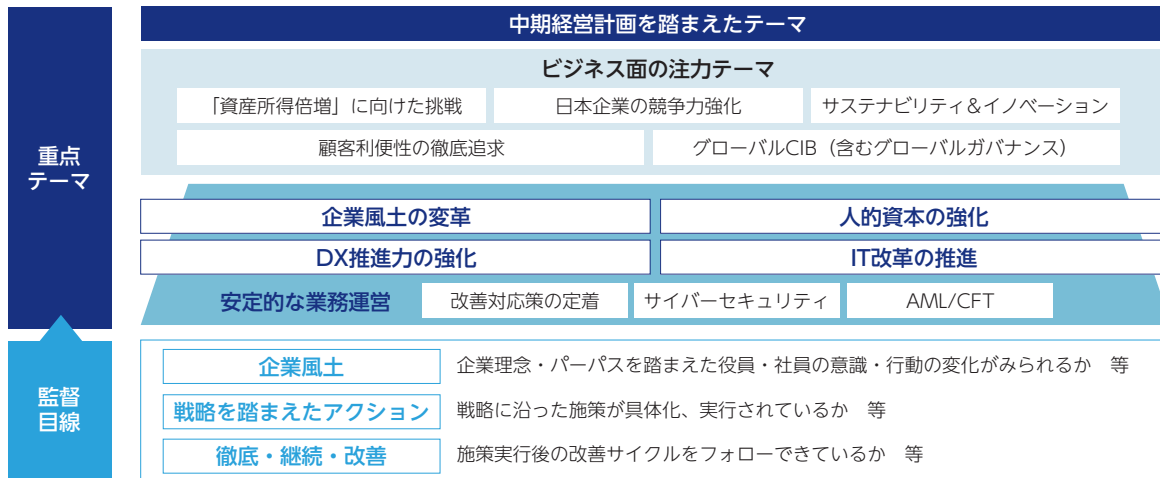 中期経営計画を踏まえたテーマ
ビジネス面の注力テーマ
「資産所得倍増」に向けた挑戦
日本企業の競争力強化
サステナビリティ&イノベーション
顧客利便性の徹底追求
グローバルCIB（含むグローバルガバナンス）
重点
テーマ
企業風土の変革
人的資本の強化
DX推進力の強化
IT改革の推進
安定的な業務運営
改善対応策の定着
サイバーセキュリティ
AML/CFT
監督
目線
企業風土
企業理念・パーパスを踏まえた役員・社員の意識・行動の変化がみられるか　等
戦略を踏まえたアクション
戦略に沿った施策が具体化、実行されているか　等
徹底・継続・改善
施策実行後の改善サイクルをフォローできているか　等